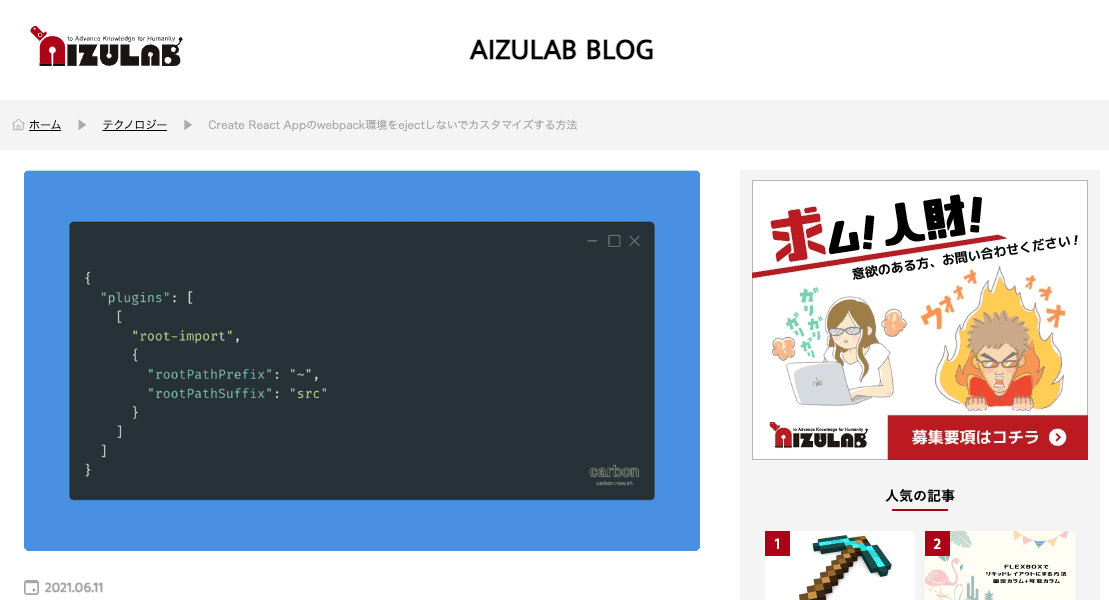 to Advance Knowledge for Humanity
AIZULAB
AIZULAB BLOG
ホーム
テクノロジー
Create React Appのwebpack環境をejectしないでカスタマイズする方法
{
"plugins": [
[
"root-import",
{
"rootPathPrefix": "~",
"rootPathSuffix": "src"
}
]
]
}
carbon
carbon.now.sh
2021.06.11
求ム!人財!
意欲のある方、お問い合わせください!
ガリガリガリガリ
ウオオオオオオ
to Advance Knowledge for Humanity
AIZULAB
募集要項はコチラ
人気の記事
1
2
FLEXBOXで
リキッドレイアウトにする方法
固定カラム+可変カラム